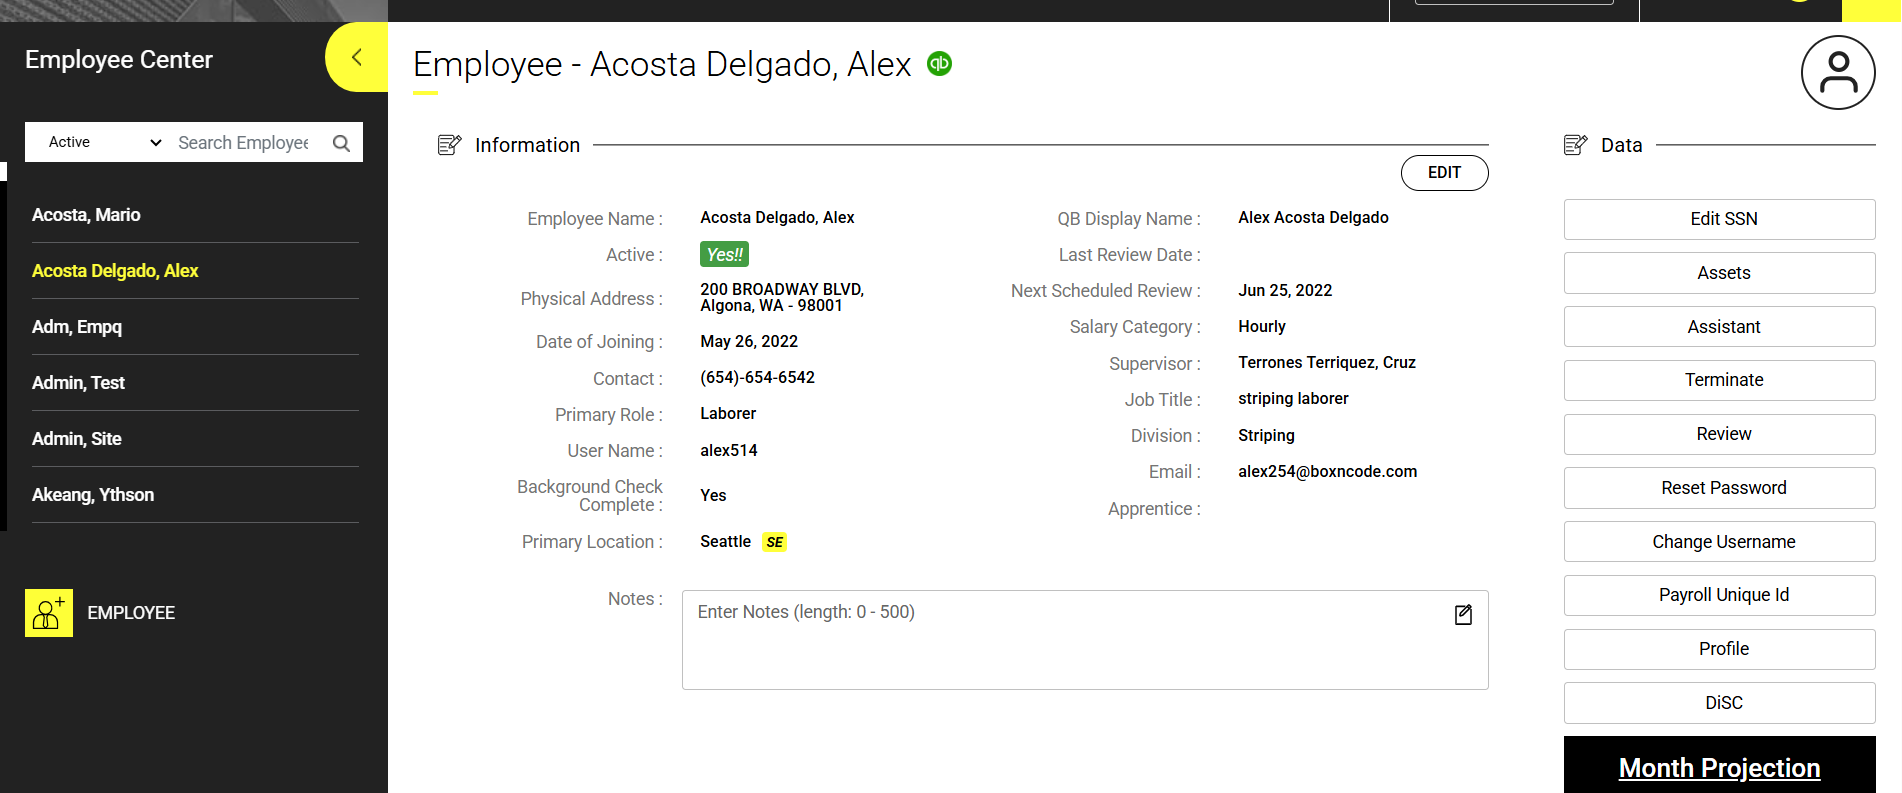 Employee Center
Active
Search Employee
Acosta, Mario
Acosta Delgado, Alex
Adm, Empq
Admin, Test
Admin, Site
Akeang, Ythson
EMPLOYEE
Employee - Acosta Delgado, Alex qb
Information
EDIT
Employee Name : Acosta Delgado, Alex
Active : Yes!!
Physical Address : 200 BROADWAY BLVD,
Algona, WA - 98001
Date of Joining : May 26, 2022
Contact : (654)-654-6542
Primary Role : Laborer
User Name : alex514
Background Check
Complete : Yes
Primary Location : Seattle SE
QB Display Name : Alex Acosta Delgado
Last Review Date :
Next Scheduled Review : Jun 25, 2022
Salary Category : Hourly
Supervisor : Terrones Terriquez, Cruz
Job Title : striping laborer
Division : Striping
Email : alex254@boxncode.com
Apprentice :
Notes : Enter Notes (length: 0 - 500)
Data
Edit SSN
Assets
Assistant
Terminate
Review
Reset Password
Change Username
Payroll Unique Id
Profile
DiSC
Month Projection